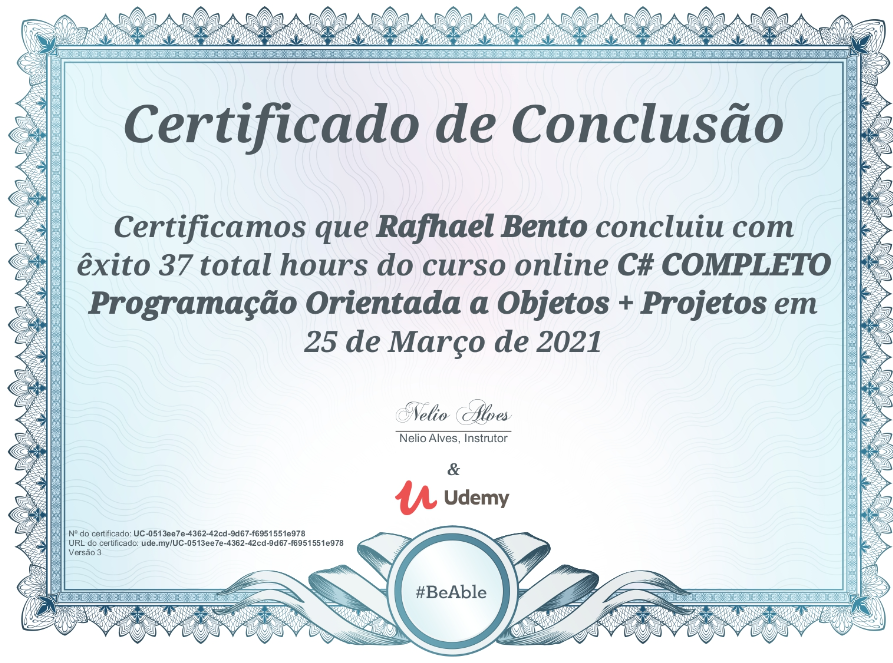 Certificado de Conclusão
Certificamos que Rafhael Bento concluiu com
êxito 37 total hours do curso online C# COMPLETO
Programação Orientada a Objetos + Projetos em
25 de Março de 2021
Nelio Alves
Nelio Alves, Instrutor
&
Udemy
Nº do certificado: UC-0513ee7e-4362-42cd-9d67-f6951551e978
URL do certificado: ude.my/UC-0513ee7e-4362-42cd-9d67-f6951551e978
Versão 3
#BeAble